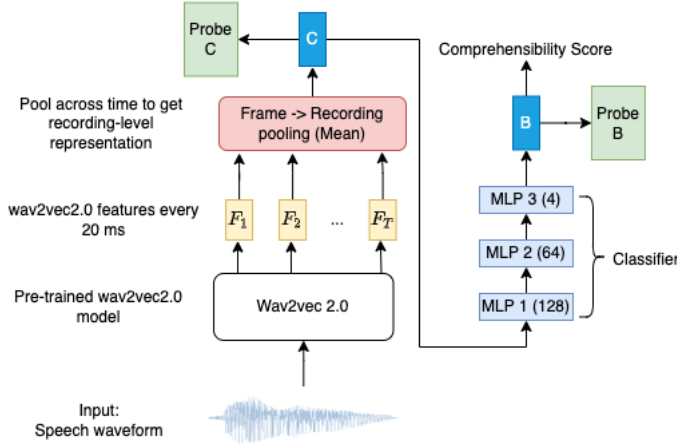 Probe
C
C
Comprehensibility Score
Pool across time to get
recording-level
representation
Frame -> Recording
pooling (Mean)
B
Probe
B
wav2vec2.0 features every
20 ms
F1
F2
...
FT
MLP 3 (4)
MLP 2 (64)
Classifier
MLP 1 (128)
Pre-trained wav2vec2.0
model
Wav2vec 2.0
Input:
Speech waveform